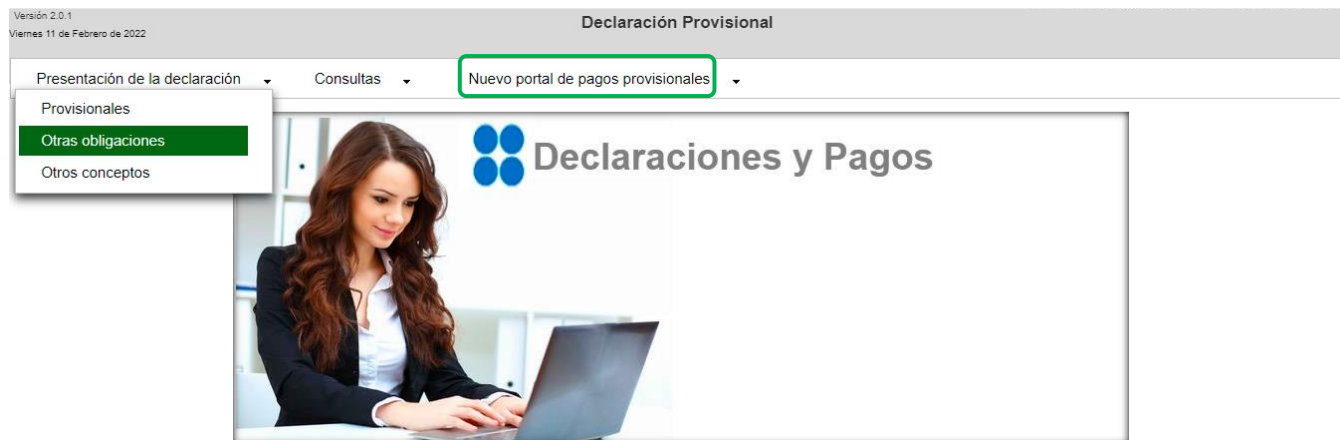 Versión 2.0.1
Declaración Provisional
Viernes 11 de Febrero de 2022
Presentación de la declaración Consultas Nuevo portal de pagos provisionales
Provisionales
Otras obligaciones
Otros conceptos
Declaraciones y Pagos